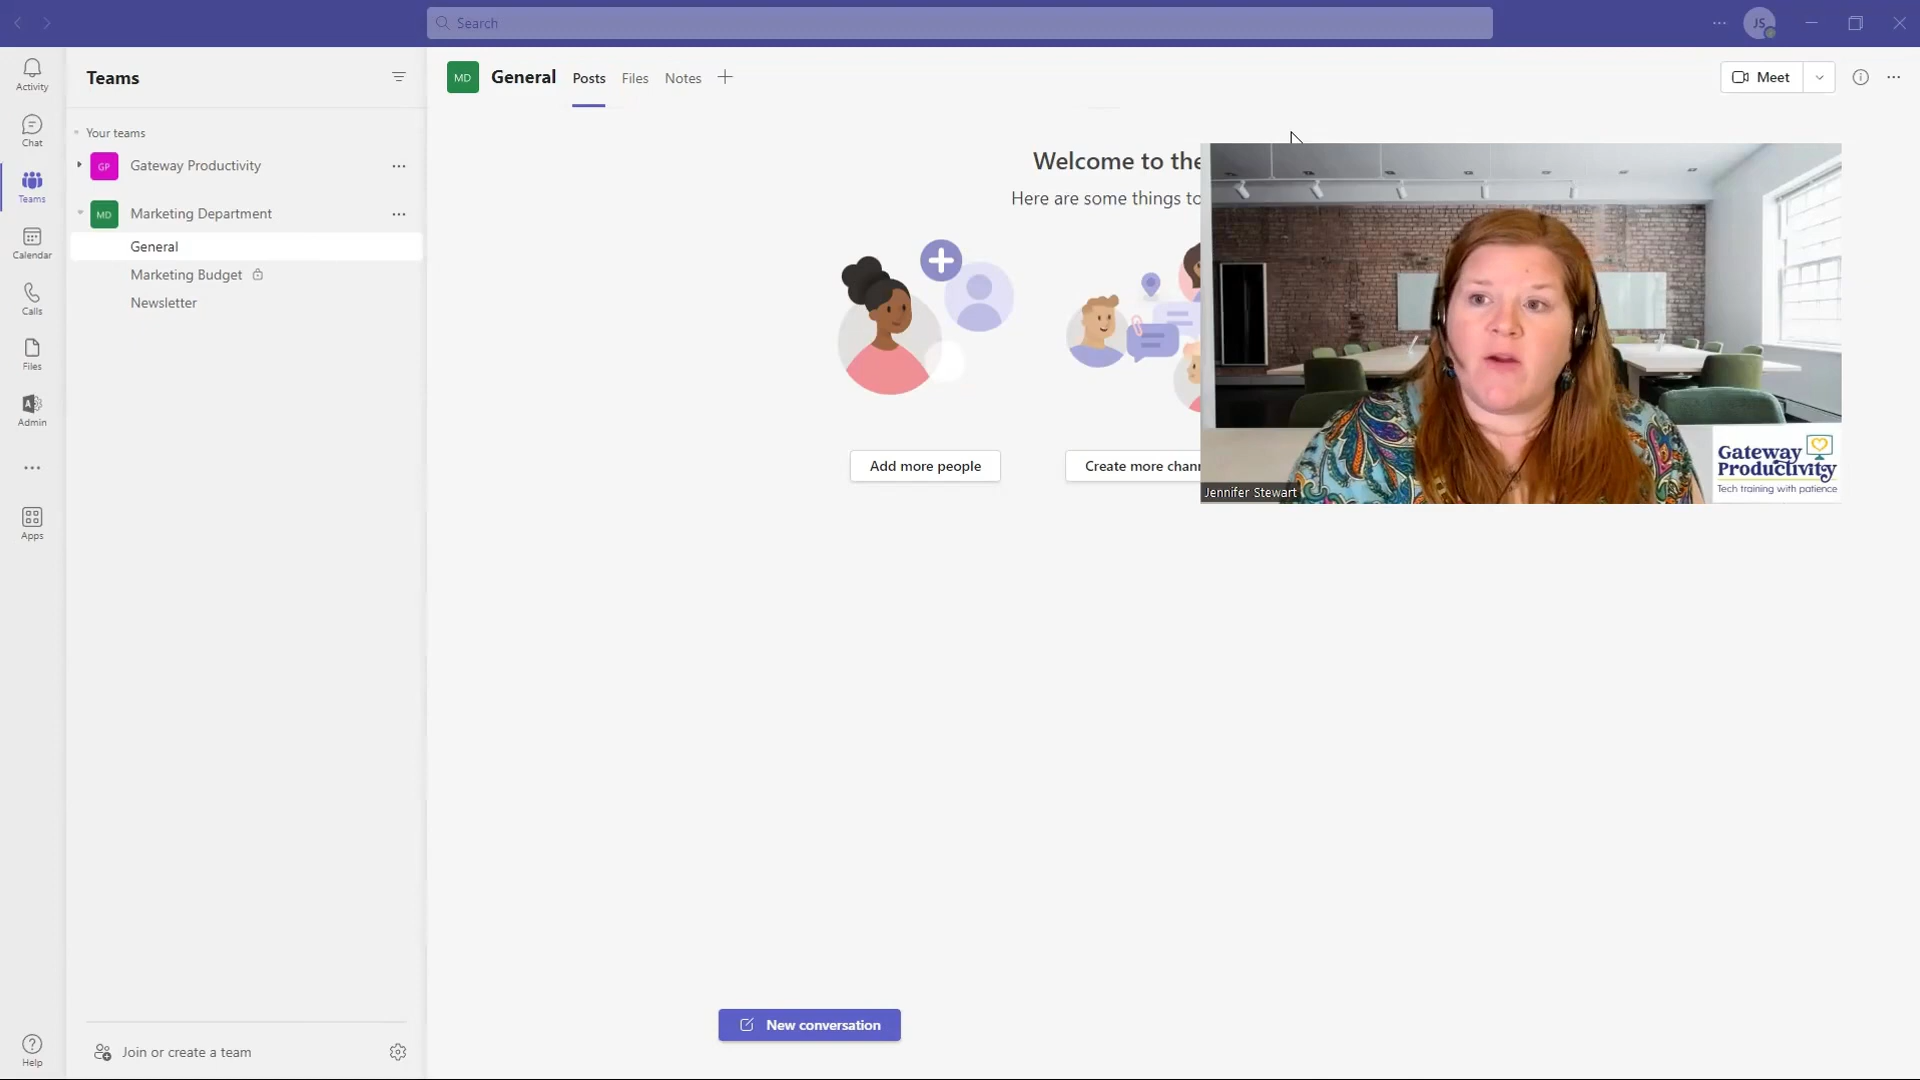 Search
JS
Activity
Chat
Teams
Calendar
Calls
Files
Admin
Apps
Help
Teams
Your teams
GP Gateway Productivity
MD Marketing Department
General
Marketing Budget
Newsletter
Join or create a team
MD General Posts Files Notes
Meet
Welcome to the
Here are some things to
Add more people
Create more chan
Jennifer Stewart
Gateway
Productivity
Tech training with patience
New conversation